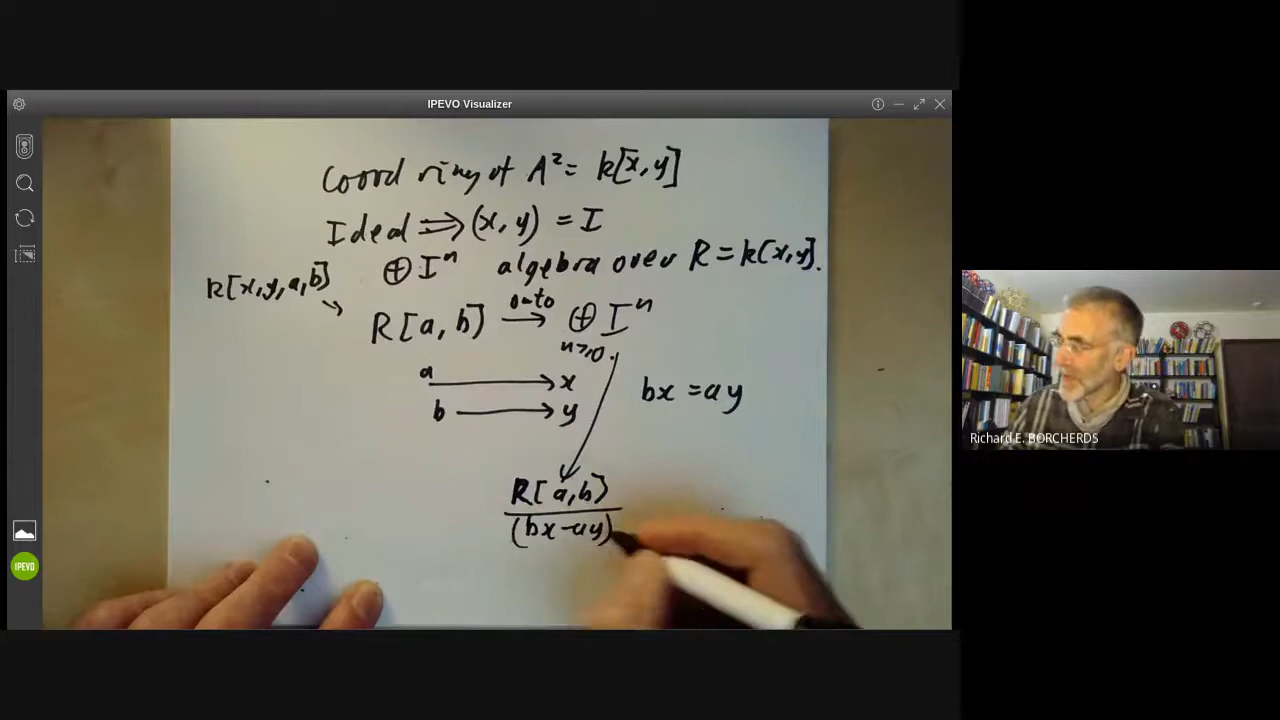 IPEVO Visualizer
Coord ring of A² = k[x,y]
Ideal ⇒ (x, y) = I
⊕ Iⁿ algebra over R = k[x,y].
k[x,y,a,b]
R[a,b] onto → ⊕ Iⁿ
n≥0
a → x
b → y
bx = ay
R[a,b]
(bx-ay)
IPEVO
Richard E. BORCHERDS